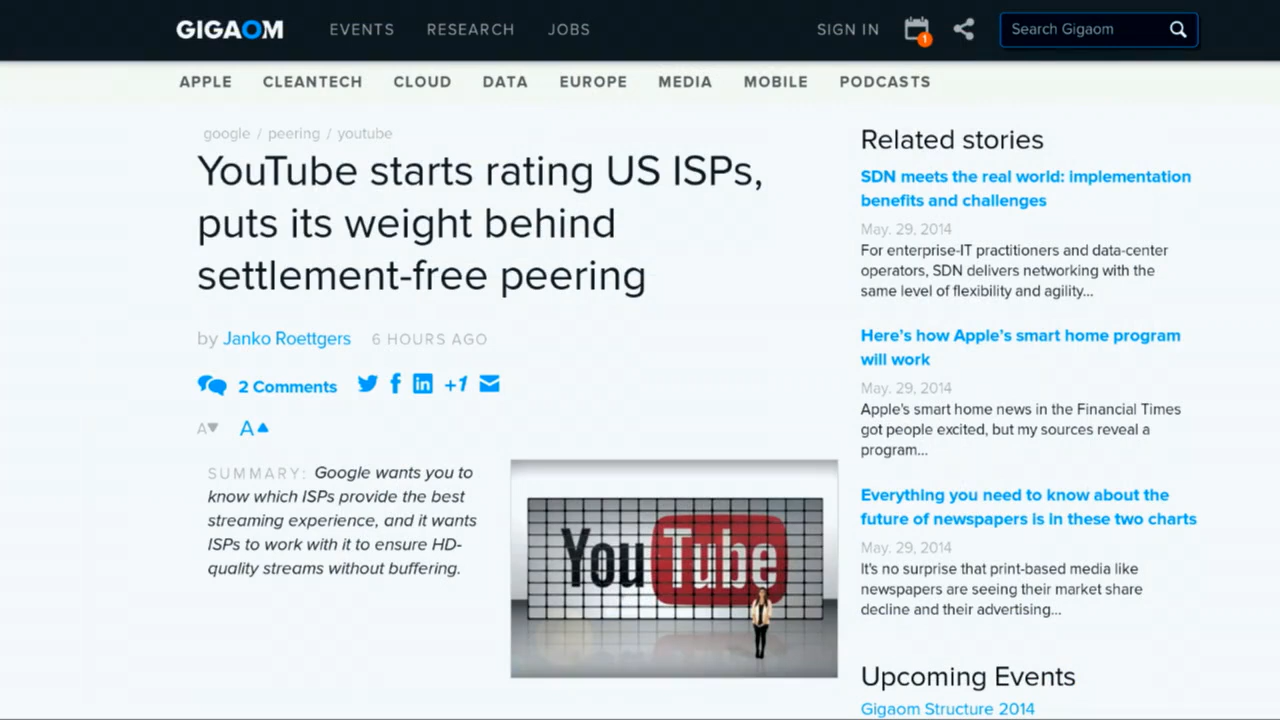 GIGAOM
EVENTS
RESEARCH
JOBS
SIGN IN
1
Search Gigaom
APPLE
CLEANTECH
CLOUD
DATA
EUROPE
MEDIA
MOBILE
PODCASTS
google / peering / youtube
YouTube starts rating US ISPs,
puts its weight behind
settlement-free peering
by Janko Roettgers 6 HOURS AGO
2 Comments
+1
A
A
SUMMARY: Google wants you to
know which ISPs provide the best
streaming experience, and it wants
ISPs to work with it to ensure HD-
quality streams without buffering.
YouTube
Related stories
SDN meets the real world: implementation
benefits and challenges
May. 29, 2014
For enterprise-IT practitioners and data-center
operators, SDN delivers networking with the
same level of flexibility and agility...
Here's how Apple's smart home program
will work
May. 29, 2014
Apple's smart home news in the Financial Times
got people excited, but my sources reveal a
program...
Everything you need to know about the
future of newspapers is in these two charts
May. 29, 2014
It's no surprise that print-based media like
newspapers are seeing their market share
decline and their advertising...
Upcoming Events
Gigaom Structure 2014